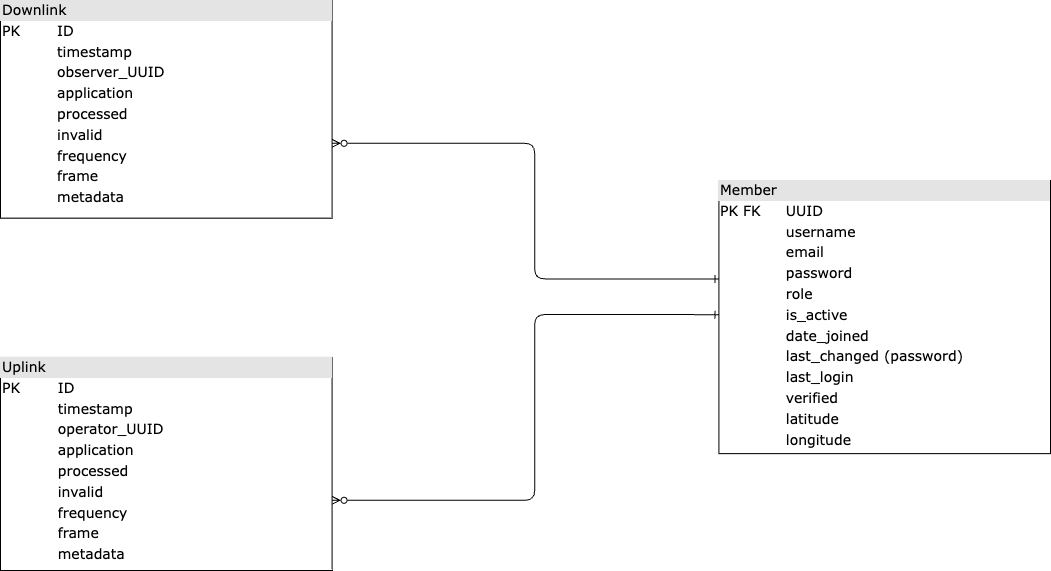 Downlink
PK ID
timestamp
observer_UUID
application
processed
invalid
frequency
frame
metadata
Member
PK FK UUID
username
email
password
role
is_active
date_joined
last_changed (password)
last_login
verified
latitude
longitude
Uplink
PK ID
timestamp
operator_UUID
application
processed
invalid
frequency
frame
metadata